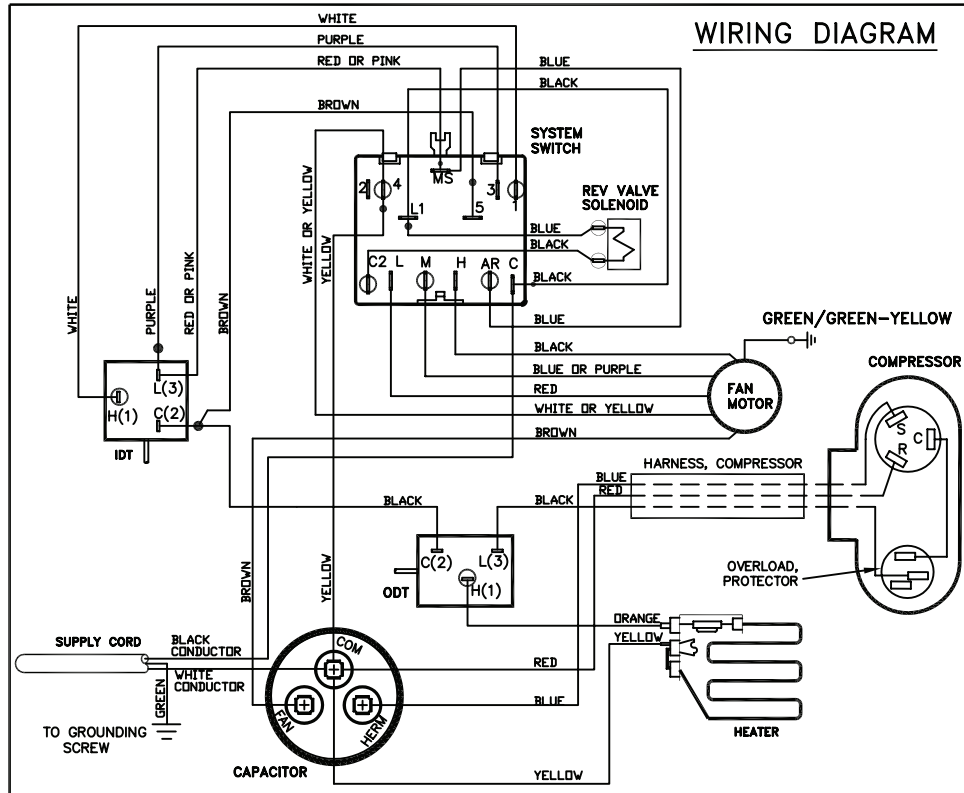 WIRING DIAGRAM
WHITE
PURPLE
RED OR PINK
BLUE
BLACK
BROWN
SYSTEM
SWITCH
MS
2
4
3
1
L1
5
REV VALVE
SOLENOID
WHITE OR YELLOW
YELLOW
BLUE
BLACK
C2
L
M
H
AR
C
BLACK
WHITE
PURPLE
RED OR PINK
BROWN
BLUE
GREEN/GREEN-YELLOW
BLACK
BLUE OR PURPLE
RED
WHITE OR YELLOW
BROWN
FAN
MOTOR
COMPRESSOR
L(3)
H(1)
C(2)
IDT
S
C
R
HARNESS, COMPRESSOR
BLUE
RED
BLACK
BLACK
C(2)
L(3)
H(1)
ODT
OVERLOAD,
PROTECTOR
BROWN
YELLOW
ORANGE
YELLOW
SUPPLY CORD
BLACK
CONDUCTOR
WHITE
CONDUCTOR
GREEN
TO GROUNDING
SCREW
COM
FAN
HERM
CAPACITOR
RED
BLUE
HEATER
YELLOW